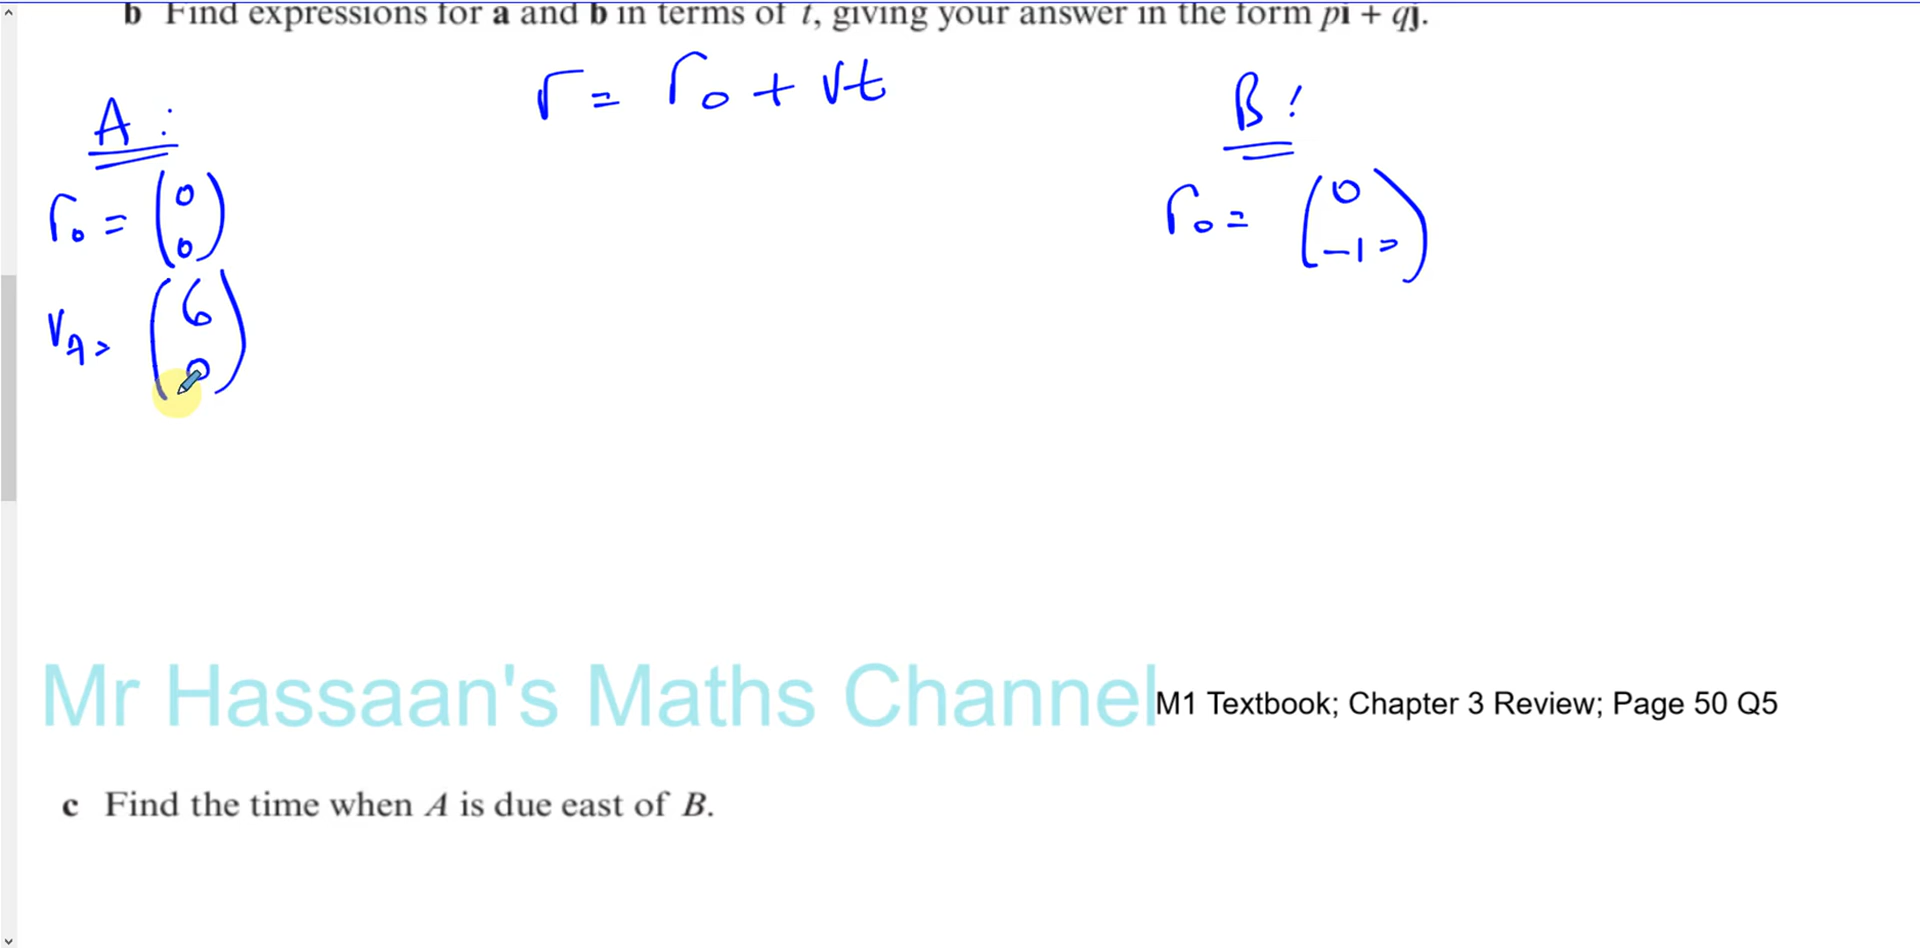 b Find expressions for a and b in terms of t, giving your answer in the form pi + qj.
r = r₀ + vt
A :
r₀ = (0 0)
v_A = (6 0)
B :
r₀ = (0 -10)
Mr Hassaan's Maths Channel
M1 Textbook; Chapter 3 Review; Page 50 Q5
c Find the time when A is due east of B.